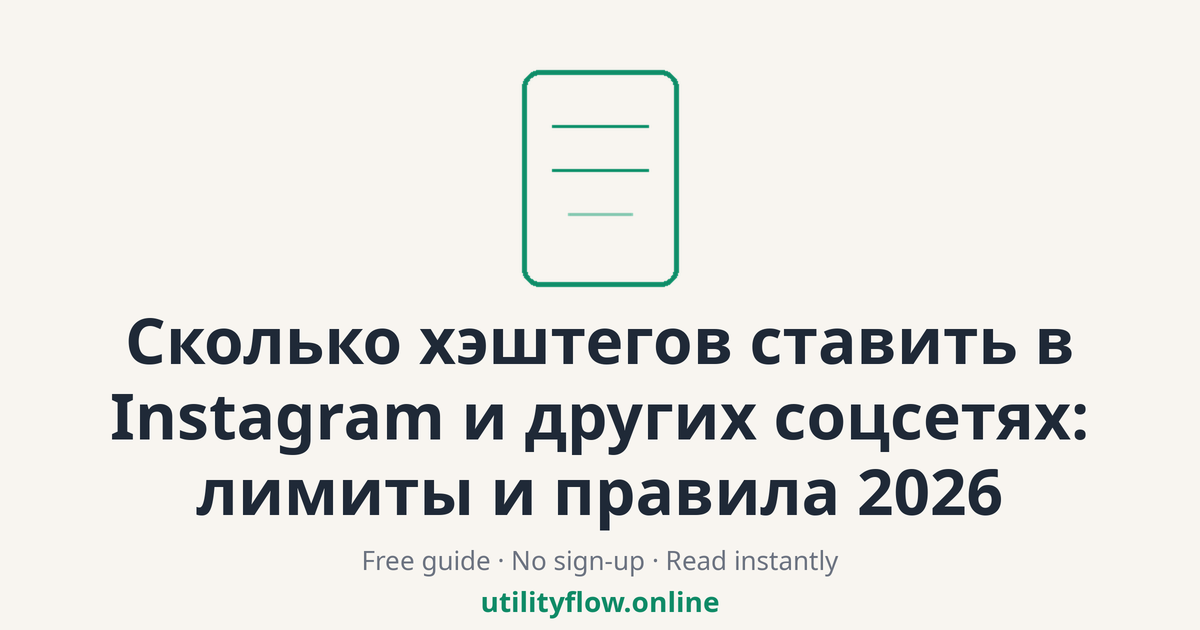 Сколько хэштегов ставить в
Instagram и других соцсетях:
лимиты и правила 2026
Free guide · No sign-up · Read instantly
utilityflow.online